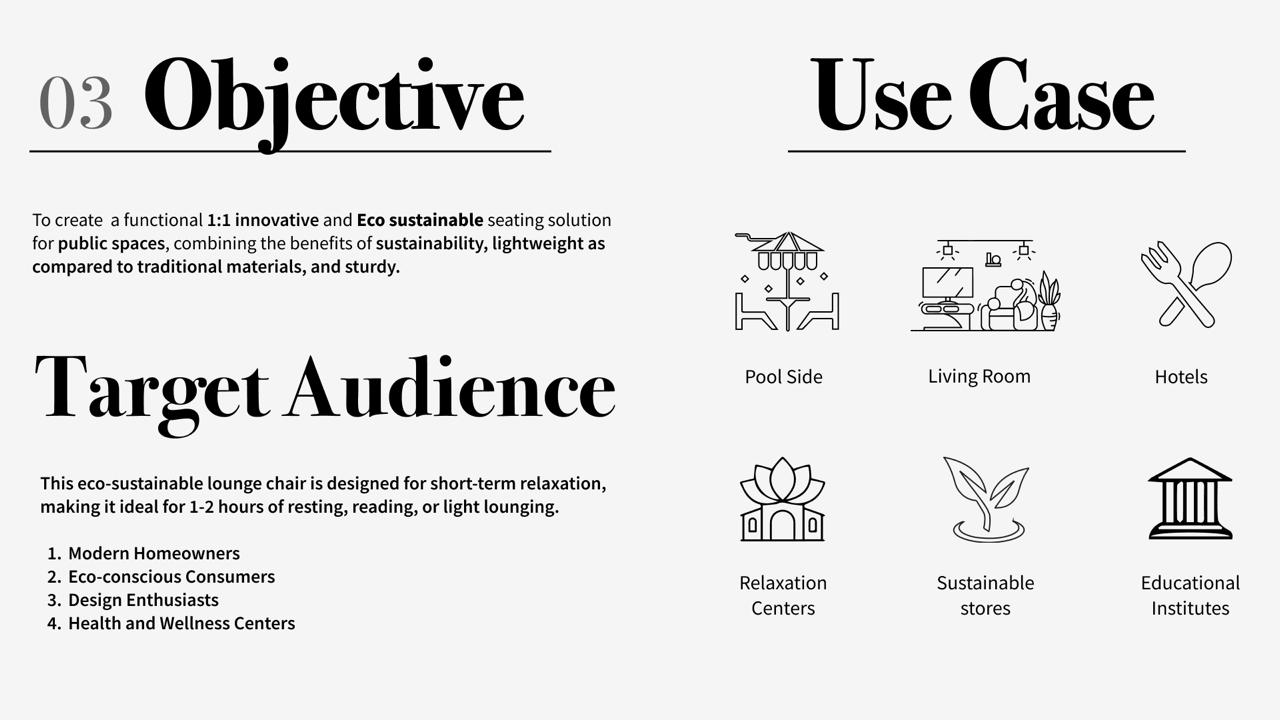 03 Objective
To create a functional 1:1 innovative and Eco sustainable seating solution
for public spaces, combining the benefits of sustainability, lightweight as
compared to traditional materials, and sturdy.
Target Audience
This eco-sustainable lounge chair is designed for short-term relaxation,
making it ideal for 1-2 hours of resting, reading, or light lounging.
1. Modern Homeowners
2. Eco-conscious Consumers
3. Design Enthusiasts
4. Health and Wellness Centers
Use Case
Pool Side
Living Room
Hotels
Relaxation
Centers
Sustainable
stores
Educational
Institutes